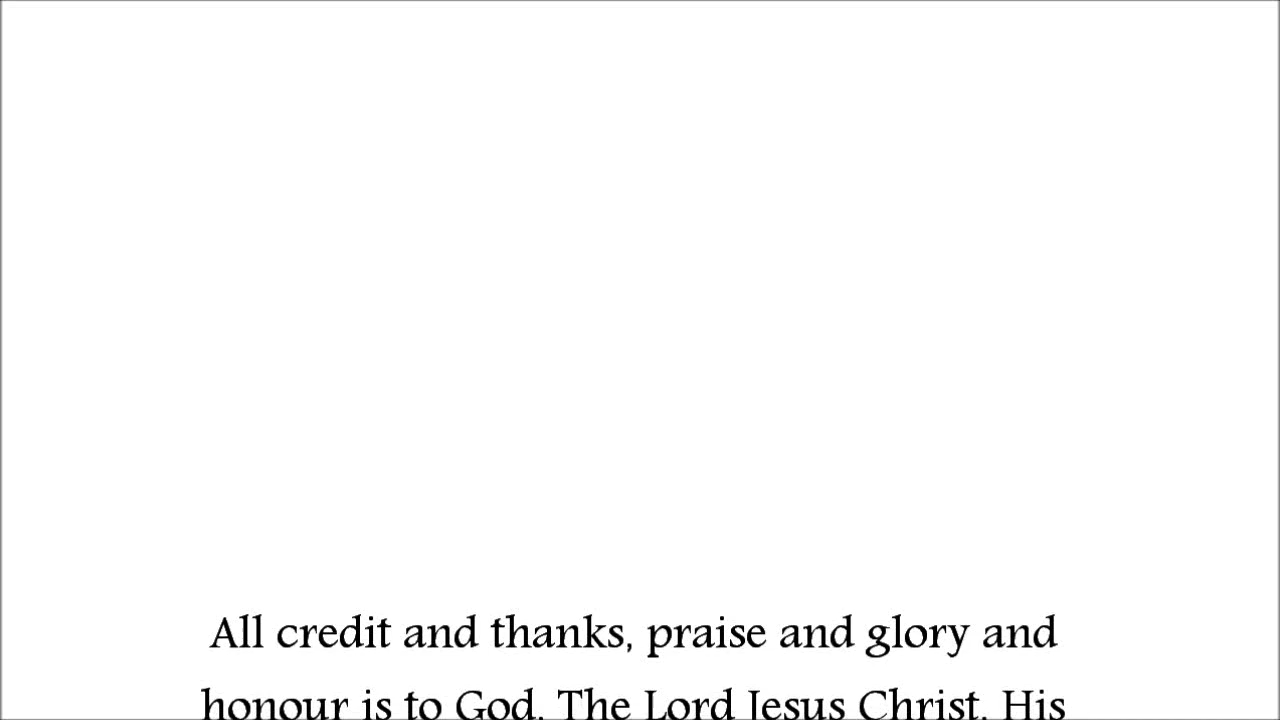 All credit and thanks, praise and glory and
honour is to God. The Lord Jesus Christ. His